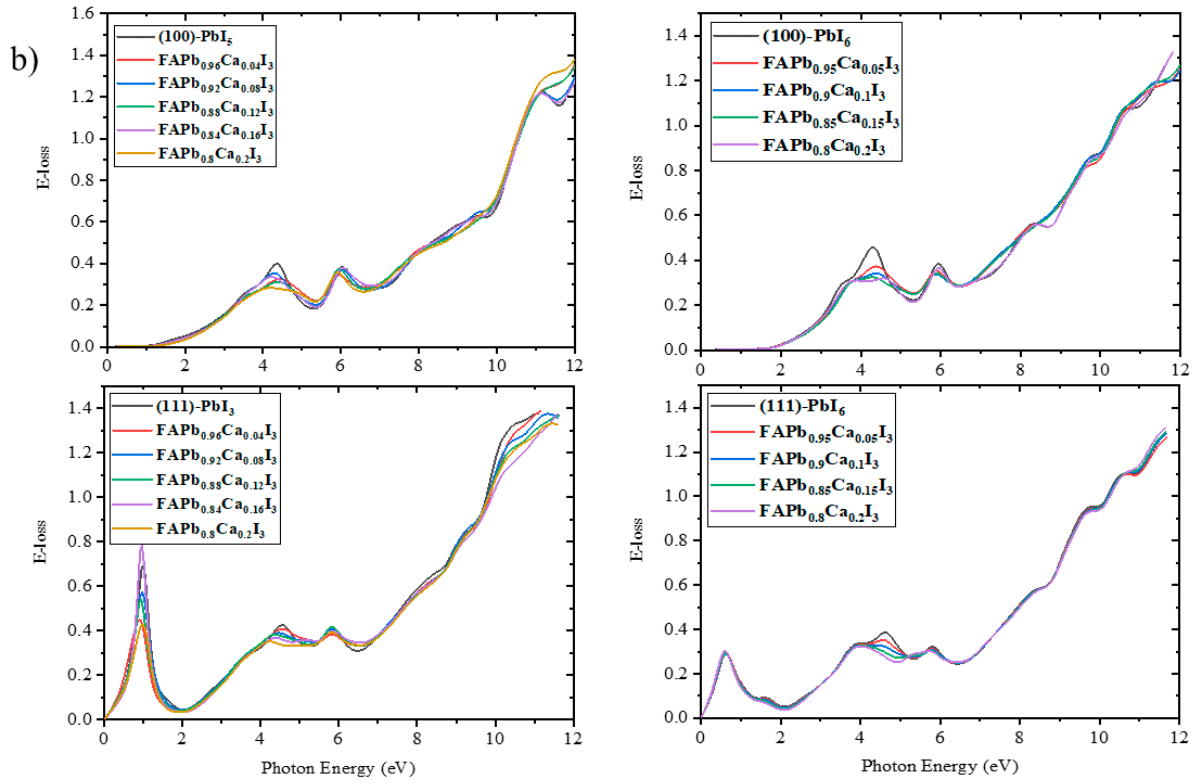 b)
1.6
1.4
1.2
1.0
0.8
0.6
0.4
0.2
0.0
E-loss
(100)-PbI₅
FAPb₀.₉₆Ca₀.₀₄I₃
FAPb₀.₉₂Ca₀.₀₈I₃
FAPb₀.₈₈Ca₀.₁₂I₃
FAPb₀.₈₄Ca₀.₁₆I₃
FAPb₀.₈Ca₀.₂I₃
0 2 4 6 8 10 12
1.4
1.2
1.0
0.8
0.6
0.4
0.2
0.0
E-loss
(100)-PbI₆
FAPb₀.₉₅Ca₀.₀₅I₃
FAPb₀.₉Ca₀.₁I₃
FAPb₀.₈₅Ca₀.₁₅I₃
FAPb₀.₈Ca₀.₂I₃
0 2 4 6 8 10 12
1.4
1.2
1.0
0.8
0.6
0.4
0.2
0.0
E-loss
(111)-PbI₃
FAPb₀.₉₆Ca₀.₀₄I₃
FAPb₀.₉₂Ca₀.₀₈I₃
FAPb₀.₈₈Ca₀.₁₂I₃
FAPb₀.₈₄Ca₀.₁₆I₃
FAPb₀.₈Ca₀.₂I₃
0 2 4 6 8 10 12
Photon Energy (eV)
1.4
1.2
1.0
0.8
0.6
0.4
0.2
0.0
E-loss
(111)-PbI₆
FAPb₀.₉₅Ca₀.₀₅I₃
FAPb₀.₉Ca₀.₁I₃
FAPb₀.₈₅Ca₀.₁₅I₃
FAPb₀.₈Ca₀.₂I₃
0 2 4 6 8 10 12
Photon Energy (eV)